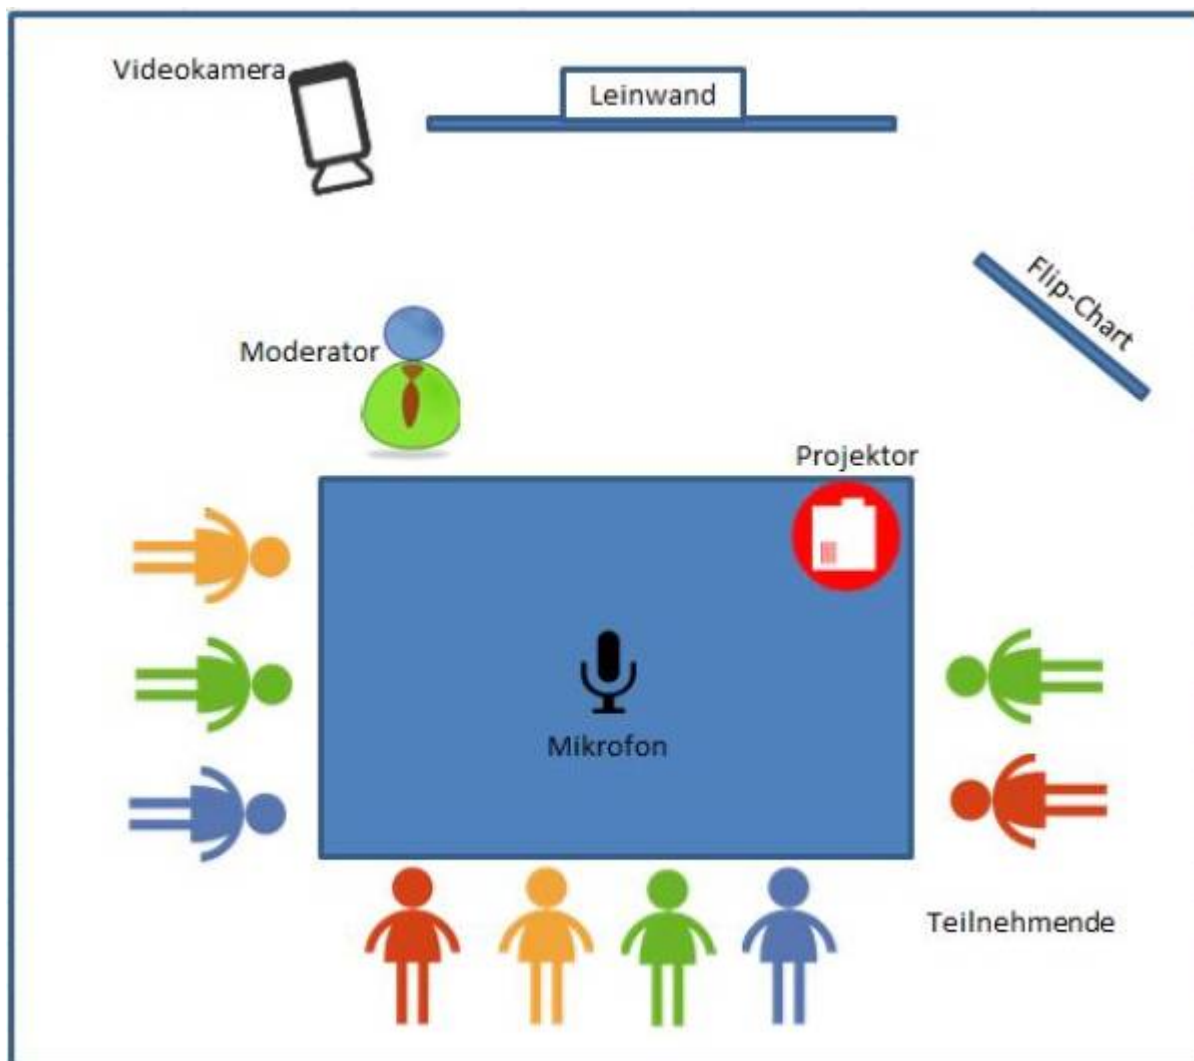 Videokamera
Leinwand
Flip-Chart
Moderator
Projektor
Mikrofon
Teilnehmende